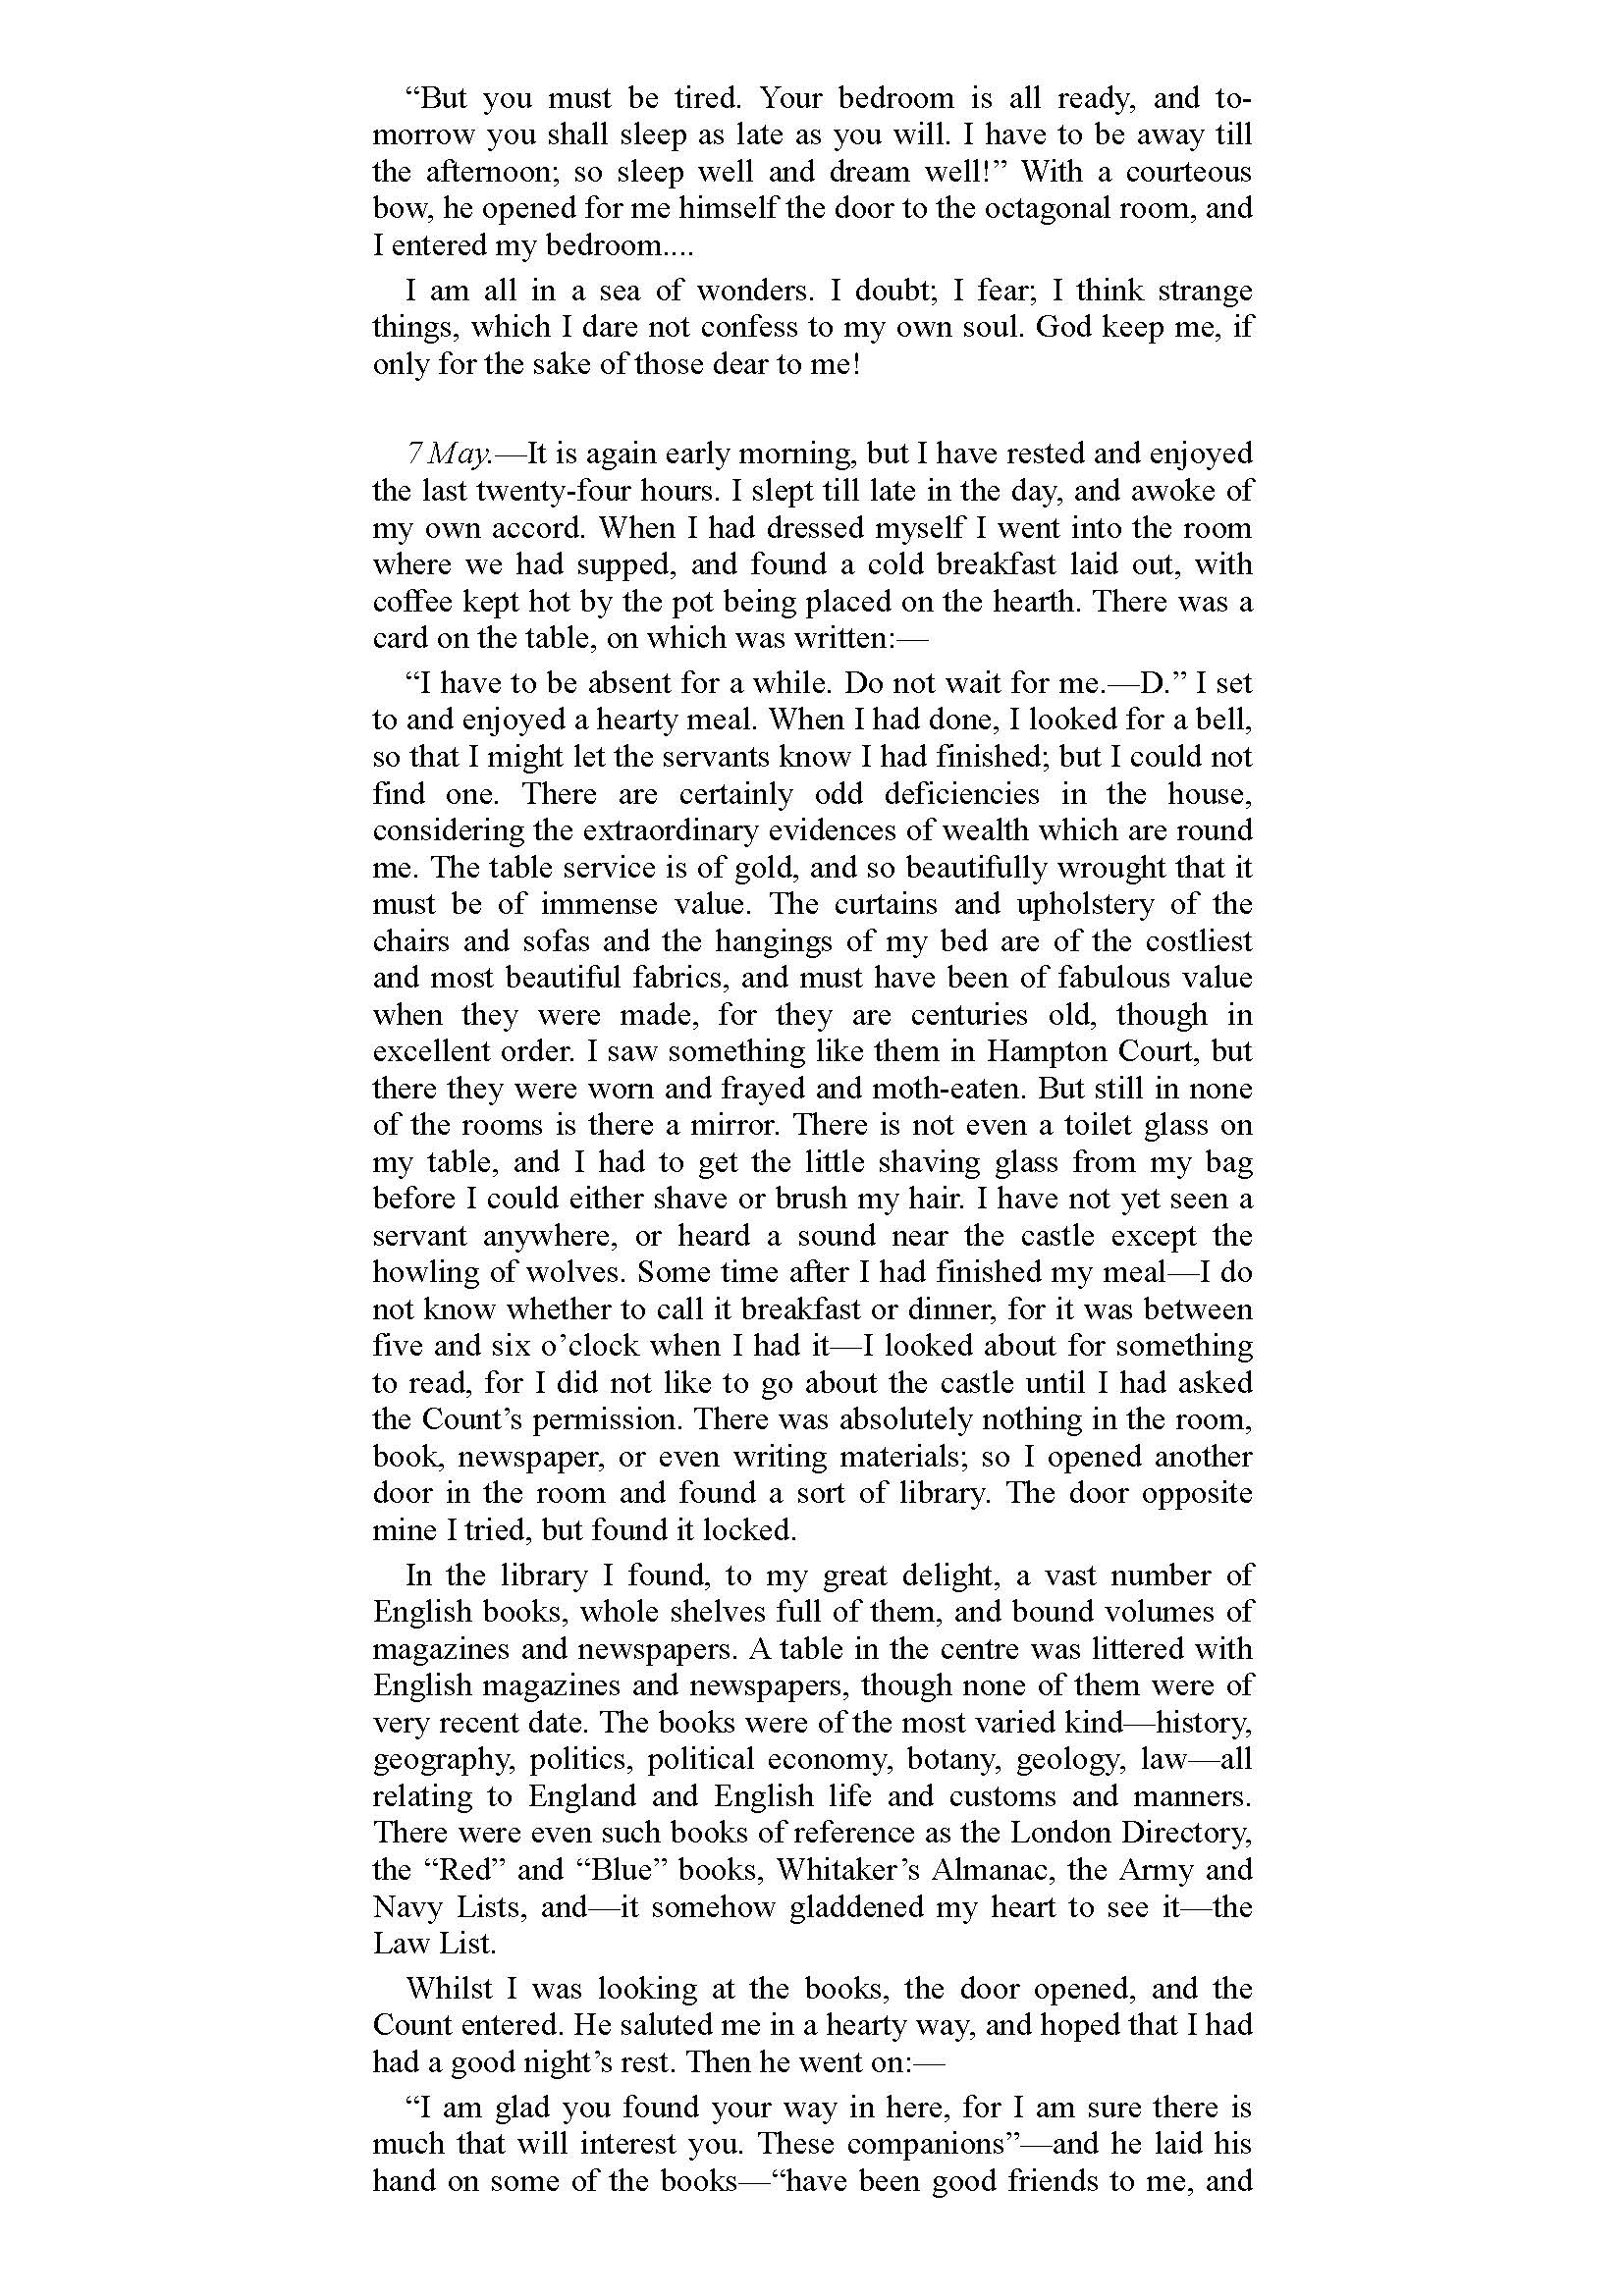 “But you must be tired. Your bedroom is all ready, and to-
morrow you shall sleep as late as you will. I have to be away till
the afternoon; so sleep well and dream well!” With a courteous
bow, he opened for me himself the door to the octagonal room, and
I entered my bedroom....
I am all in a sea of wonders. I doubt; I fear; I think strange
things, which I dare not confess to my own soul. God keep me, if
only for the sake of those dear to me!
7 May.—It is again early morning, but I have rested and enjoyed
the last twenty-four hours. I slept till late in the day, and awoke of
my own accord. When I had dressed myself I went into the room
where we had supped, and found a cold breakfast laid out, with
coffee kept hot by the pot being placed on the hearth. There was a
card on the table, on which was written:—
“I have to be absent for a while. Do not wait for me.—D.” I set
to and enjoyed a hearty meal. When I had done, I looked for a bell,
so that I might let the servants know I had finished; but I could not
find one. There are certainly odd deficiencies in the house,
considering the extraordinary evidences of wealth which are round
me. The table service is of gold, and so beautifully wrought that it
must be of immense value. The curtains and upholstery of the
chairs and sofas and the hangings of my bed are of the costliest
and most beautiful fabrics, and must have been of fabulous value
when they were made, for they are centuries old, though in
excellent order. I saw something like them in Hampton Court, but
there they were worn and frayed and moth-eaten. But still in none
of the rooms is there a mirror. There is not even a toilet glass on
my table, and I had to get the little shaving glass from my bag
before I could either shave or brush my hair. I have not yet seen a
servant anywhere, or heard a sound near the castle except the
howling of wolves. Some time after I had finished my meal—I do
not know whether to call it breakfast or dinner, for it was between
five and six o’clock when I had it—I looked about for something
to read, for I did not like to go about the castle until I had asked
the Count’s permission. There was absolutely nothing in the room,
book, newspaper, or even writing materials; so I opened another
door in the room and found a sort of library. The door opposite
mine I tried, but found it locked.
In the library I found, to my great delight, a vast number of
English books, whole shelves full of them, and bound volumes of
magazines and newspapers. A table in the centre was littered with
English magazines and newspapers, though none of them were of
very recent date. The books were of the most varied kind—history,
geography, politics, political economy, botany, geology, law—all
relating to England and English life and customs and manners.
There were even such books of reference as the London Directory,
the “Red” and “Blue” books, Whitaker’s Almanac, the Army and
Navy Lists, and—it somehow gladdened my heart to see it—the
Law List.
Whilst I was looking at the books, the door opened, and the
Count entered. He saluted me in a hearty way, and hoped that I had
had a good night’s rest. Then he went on:—
“I am glad you found your way in here, for I am sure there is
much that will interest you. These companions”—and he laid his
hand on some of the books—“have been good friends to me, and